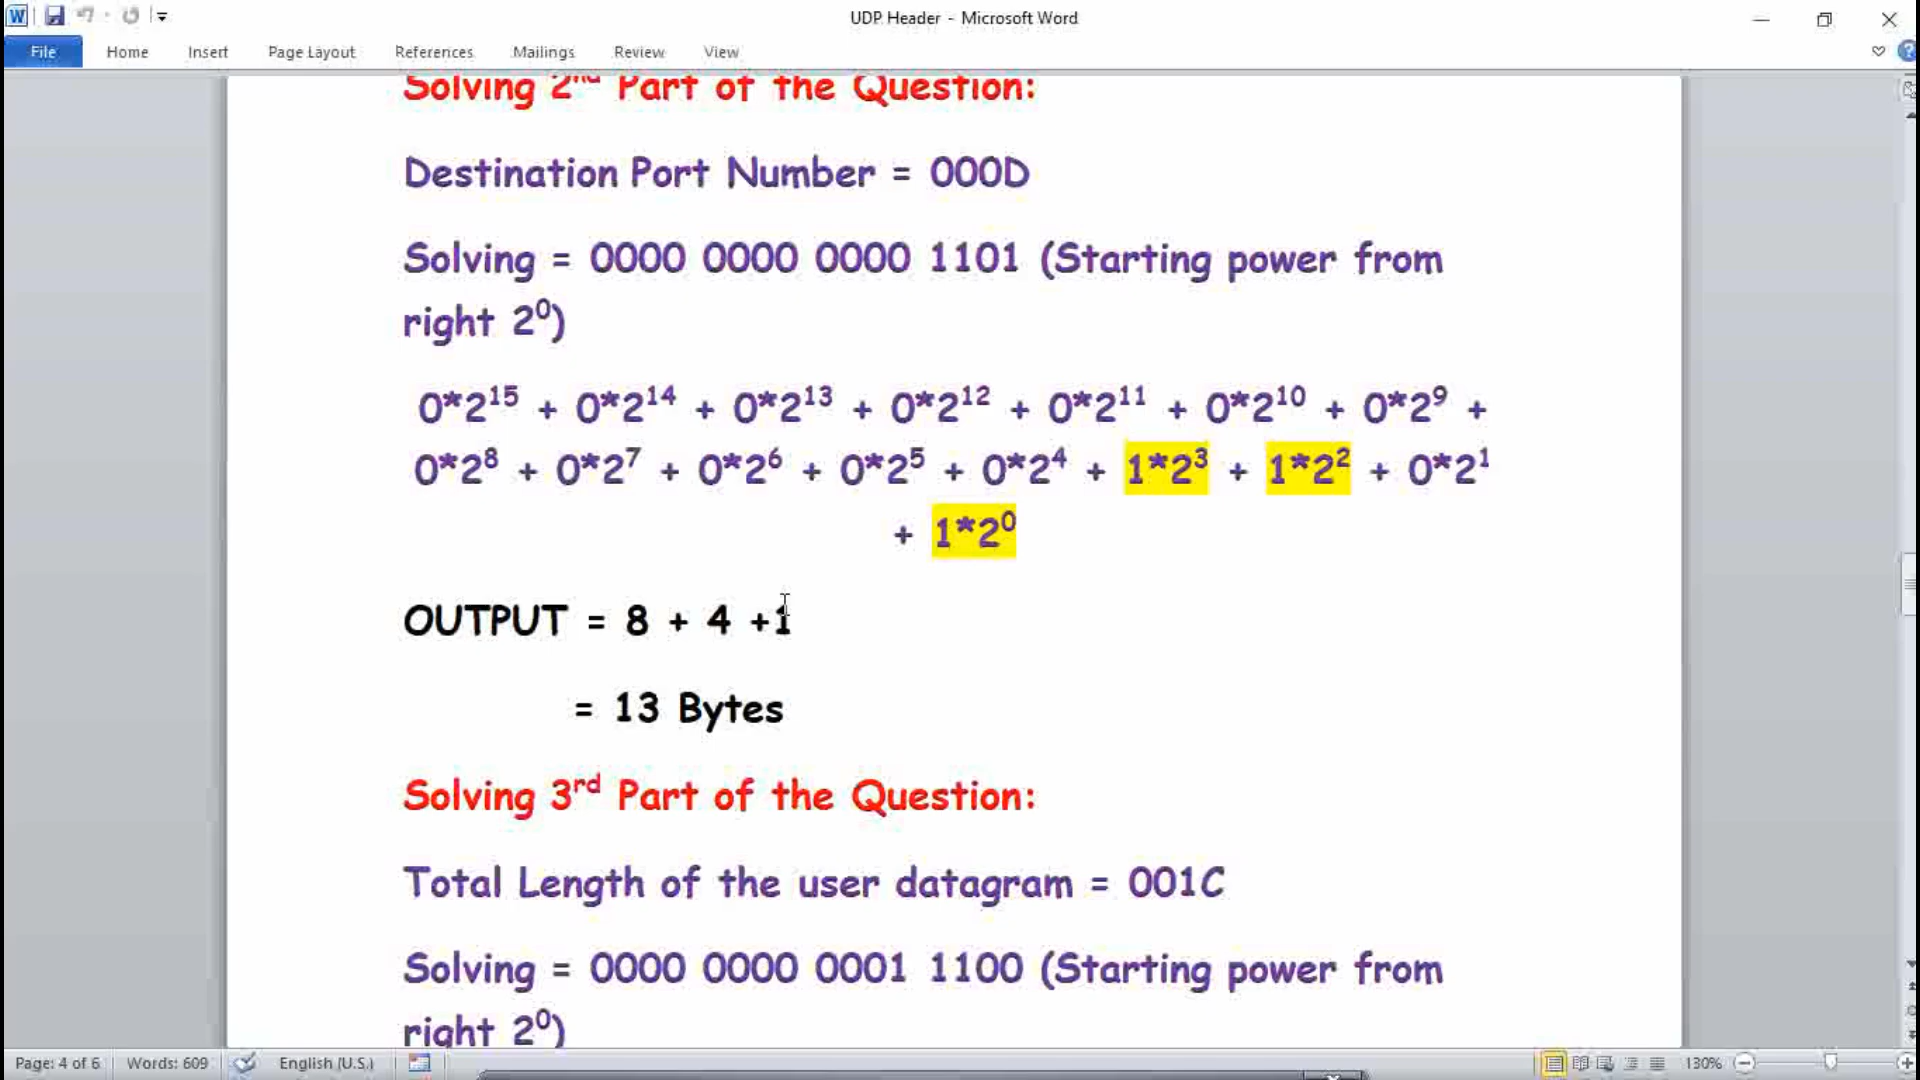 UDP Header - Microsoft Word
File Home Insert Page Layout References Mailings Review View
Solving 2nd Part of the Question:
Destination Port Number = 000D
Solving = 0000 0000 0000 1101 (Starting power from
right 2⁰)
0*2¹⁵ + 0*2¹⁴ + 0*2¹³ + 0*2¹² + 0*2¹¹ + 0*2¹⁰ + 0*2⁹ +
0*2⁸ + 0*2⁷ + 0*2⁶ + 0*2⁵ + 0*2⁴ + 1*2³ + 1*2² + 0*2¹
+ 1*2⁰
OUTPUT = 8 + 4 +1
= 13 Bytes
Solving 3rd Part of the Question:
Total Length of the user datagram = 001C
Solving = 0000 0000 0001 1100 (Starting power from
right 2⁰)
Page: 4 of 6 Words: 609 English (U.S.) 130%